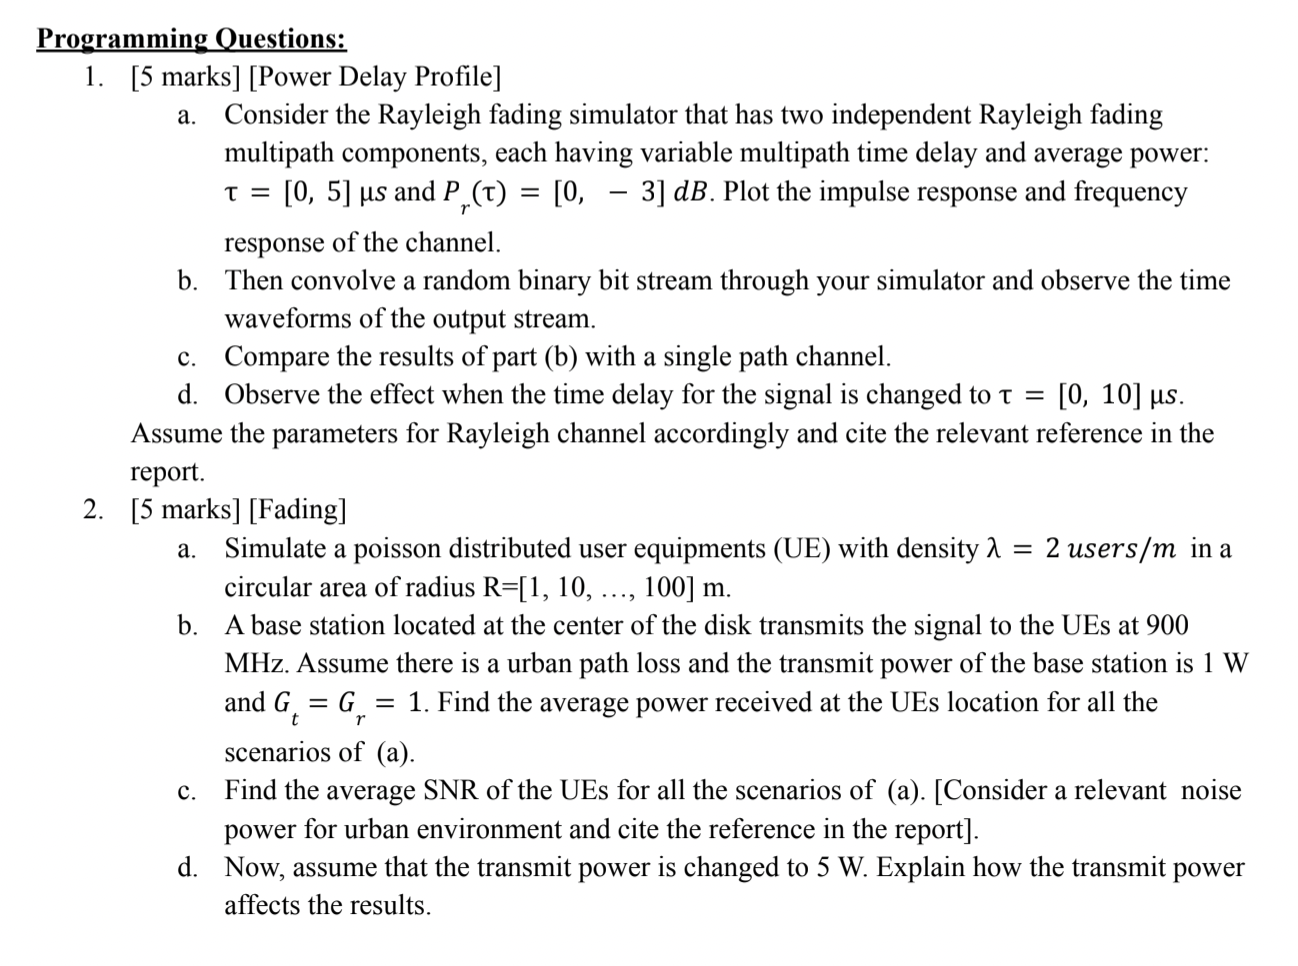 Programming Questions:
1. [5 marks] [Power Delay Profile]
a. Consider the Rayleigh fading simulator that has two independent Rayleigh fading
multipath components, each having variable multipath time delay and average power:
τ = [0, 5] μs and P_r(τ) = [0, − 3] dB. Plot the impulse response and frequency
response of the channel.
b. Then convolve a random binary bit stream through your simulator and observe the time
waveforms of the output stream.
c. Compare the results of part (b) with a single path channel.
d. Observe the effect when the time delay for the signal is changed to τ = [0, 10] μs.
Assume the parameters for Rayleigh channel accordingly and cite the relevant reference in the
report.
2. [5 marks] [Fading]
a. Simulate a poisson distributed user equipments (UE) with density λ = 2 users/m in a
circular area of radius R=[1, 10, ..., 100] m.
b. A base station located at the center of the disk transmits the signal to the UEs at 900
MHz. Assume there is a urban path loss and the transmit power of the base station is 1 W
and G_t = G_r = 1. Find the average power received at the UEs location for all the
scenarios of (a).
c. Find the average SNR of the UEs for all the scenarios of (a). [Consider a relevant noise
power for urban environment and cite the reference in the report].
d. Now, assume that the transmit power is changed to 5 W. Explain how the transmit power
affects the results.